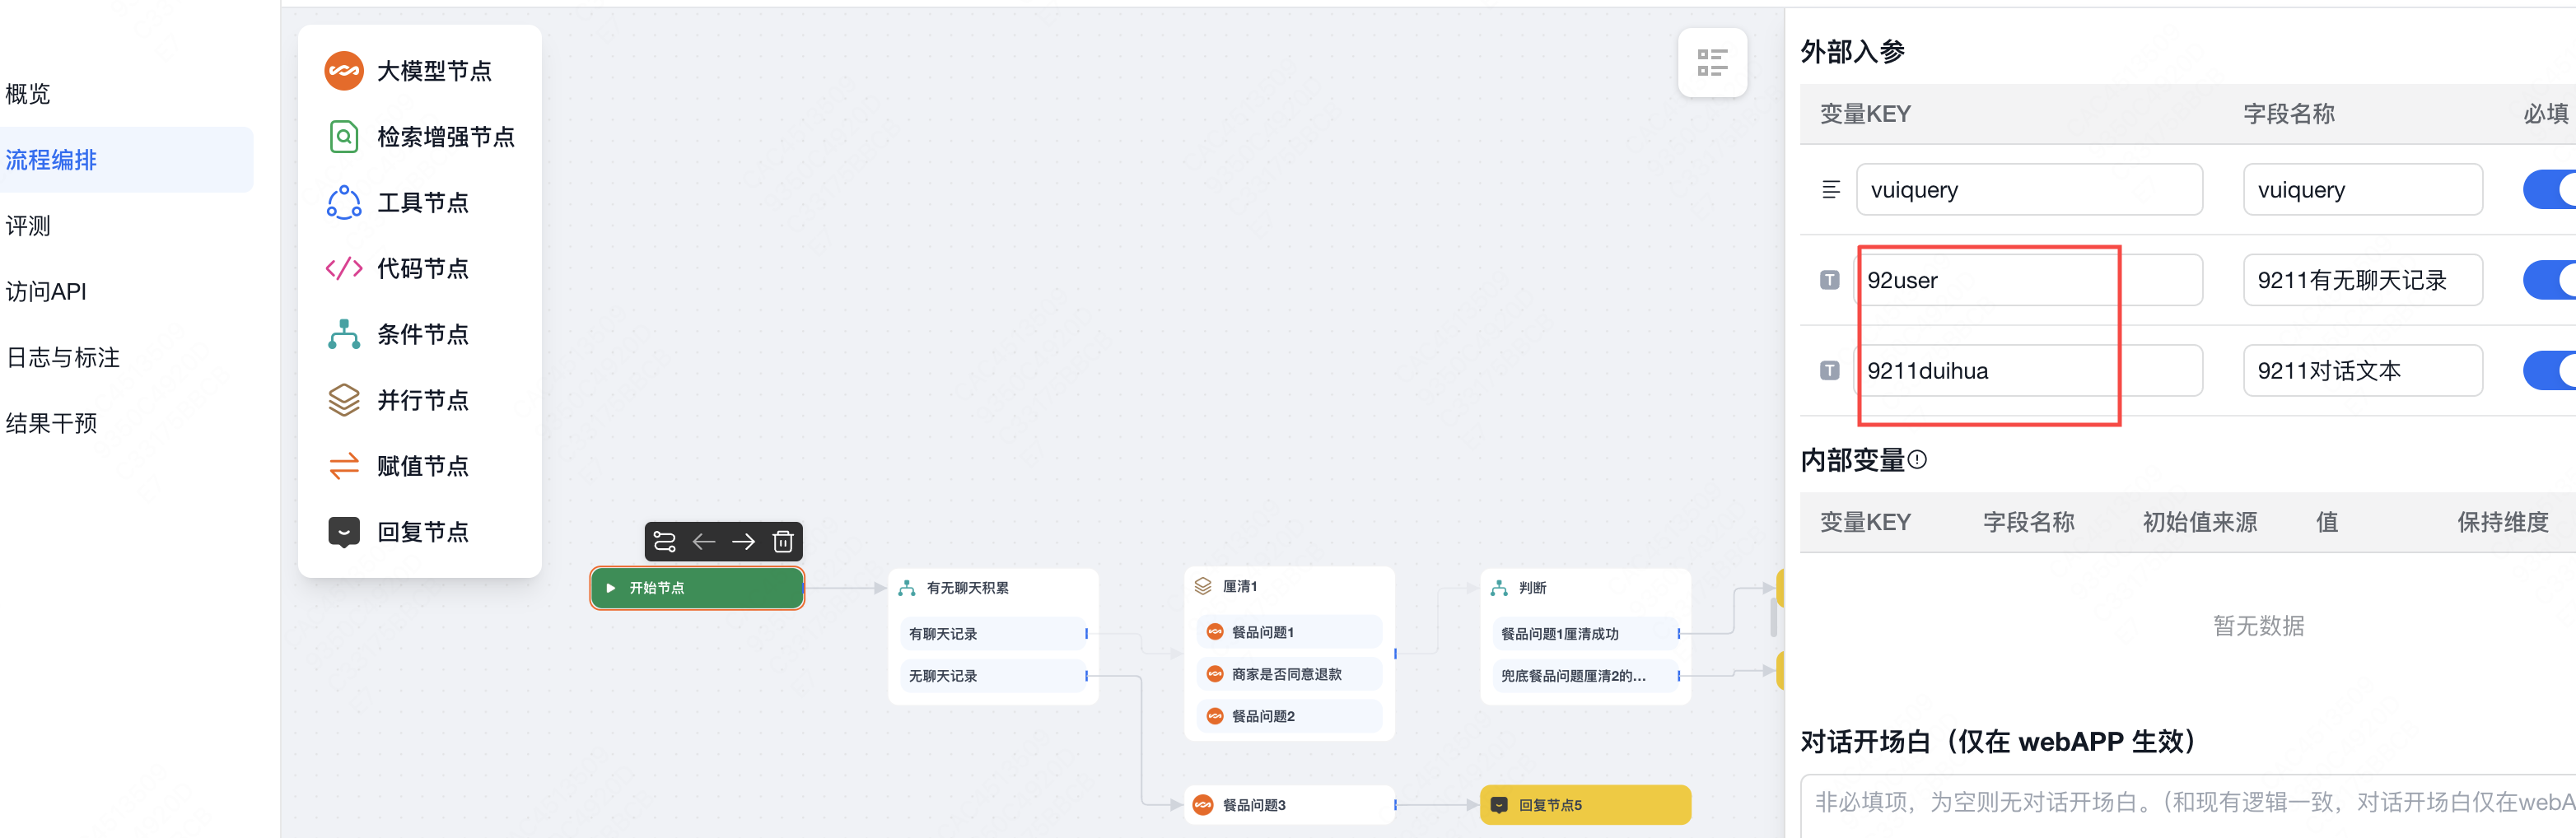 概览
流程编排
评测
访问API
日志与标注
结果干预
大模型节点
检索增强节点
工具节点
代码节点
条件节点
并行节点
赋值节点
回复节点
开始节点
有无聊天积累
有聊天记录
无聊天记录
厘清1
餐品问题1
商家是否同意退款
餐品问题2
判断
餐品问题1厘清成功
兜底餐品问题厘清2的...
餐品问题3
回复节点5
外部入参
变量KEY 字段名称 必填
vuiquery vuiquery
T 92user 9211有无聊天记录
T 9211duihua 9211对话文本
内部变量
变量KEY 字段名称 初始值来源 值 保持维度
暂无数据
对话开场白（仅在 webAPP 生效）
非必填项，为空则无对话开场白。（和现有逻辑一致，对话开场白仅在webA